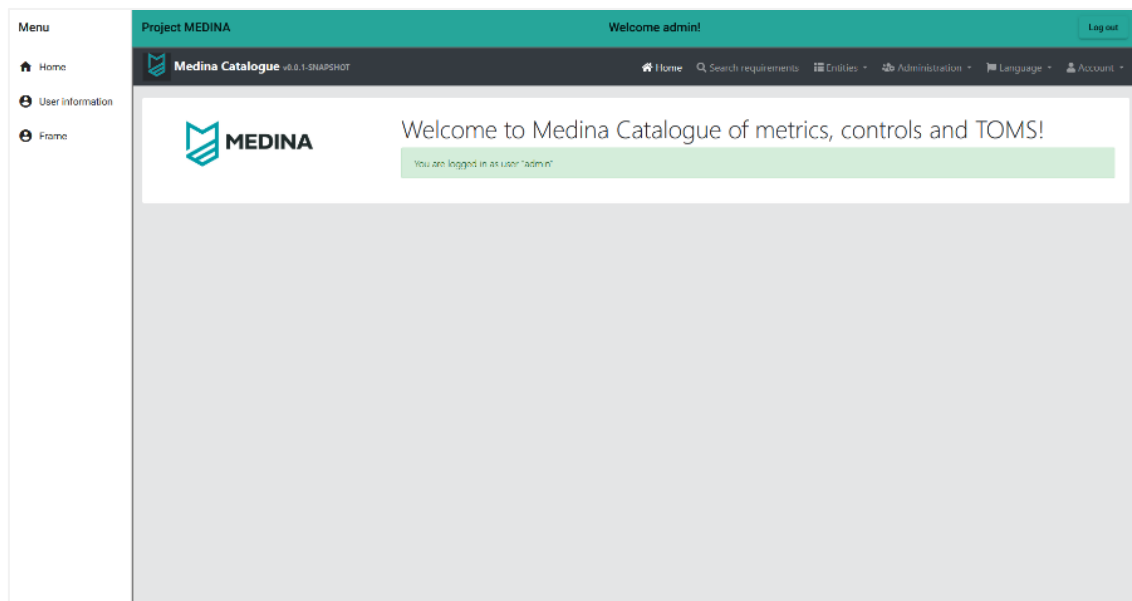 Menu
Home
User information
Frame
Project MEDINA
Welcome admin!
Log out
Medina Catalogue v0.0.1-SNAPSHOT
Home
Search requirements
Entities
Administration
Language
Account
MEDINA
Welcome to Medina Catalogue of metrics, controls and TOMS!
You are logged in as user "admin"